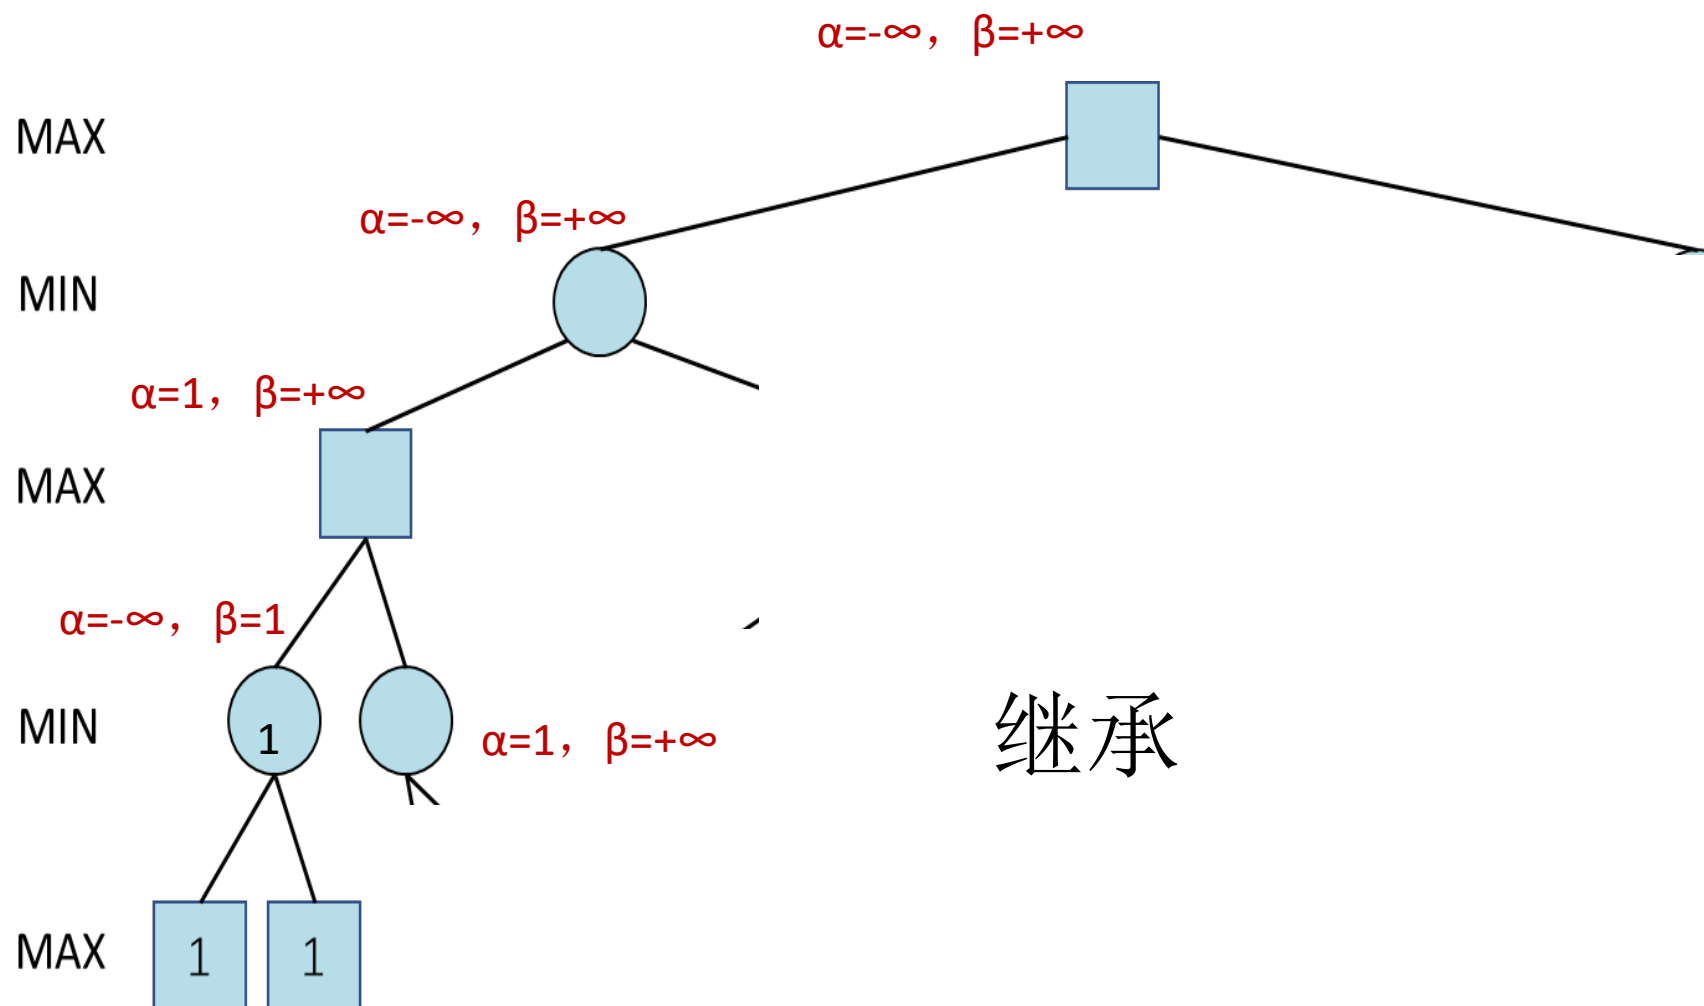 α=-∞，β=+∞
MAX
α=-∞，β=+∞
MIN
α=1，β=+∞
MAX
α=-∞，β=1
MIN
1
α=1，β=+∞
继承
MAX
1
1